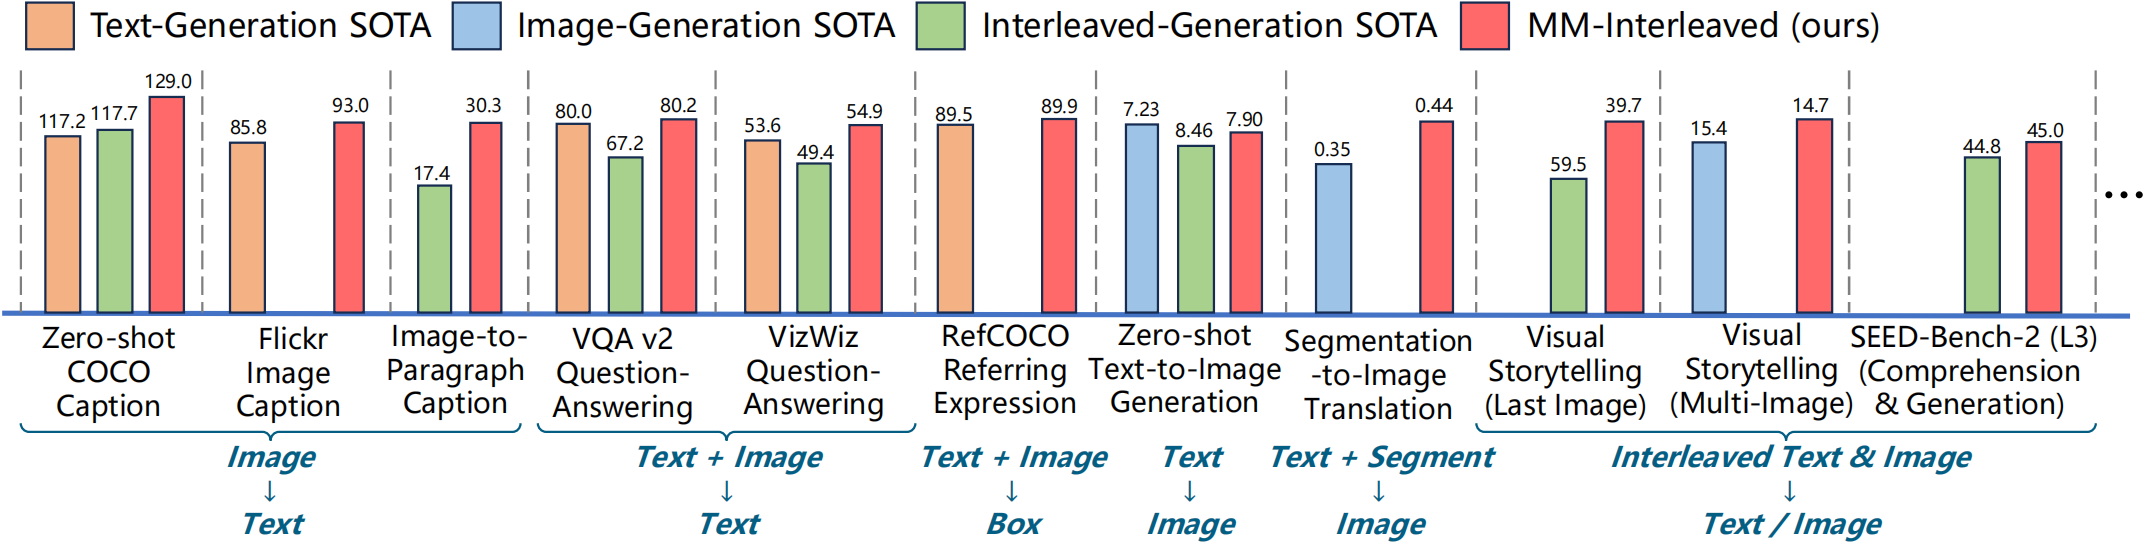 Text-Generation SOTA Image-Generation SOTA Interleaved-Generation SOTA MM-Interleaved (ours)
117.2 117.7 129.0
85.8 93.0
17.4 30.3
80.0 67.2 80.2
53.6 49.4 54.9
89.5 89.9
7.23 8.46 7.90
0.35 0.44
59.5 39.7
15.4 14.7
44.8 45.0
...
Zero-shot
COCO
Caption
Flickr
Image
Caption
Image-to-
Paragraph
Caption
VQA v2
Question-
Answering
VizWiz
Question-
Answering
RefCOCO
Referring
Expression
Zero-shot
Text-to-Image
Generation
Segmentation
-to-Image
Translation
Visual
Storytelling
(Last Image)
Visual
Storytelling
(Multi-Image)
SEED-Bench-2 (L3)
(Comprehension
& Generation)
Image
↓
Text
Text + Image
↓
Text
Text + Image
↓
Box
Text
↓
Image
Text + Segment
↓
Image
Interleaved Text & Image
↓
Text / Image